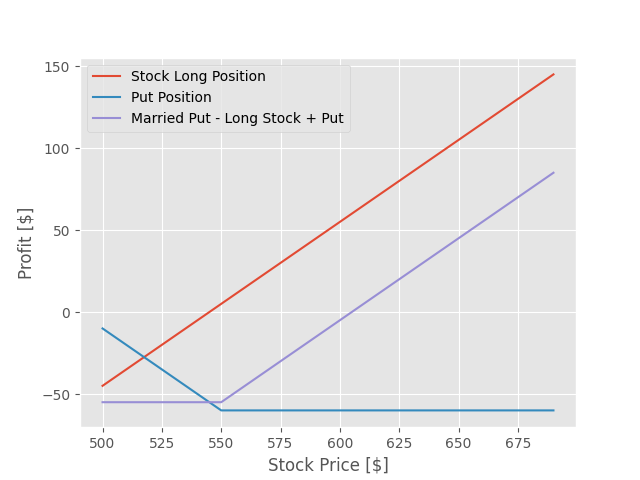 Stock Long Position
Put Position
Married Put - Long Stock + Put
150
100
50
0
−50
Profit [$]
500
525
550
575
600
625
650
675
Stock Price [$]